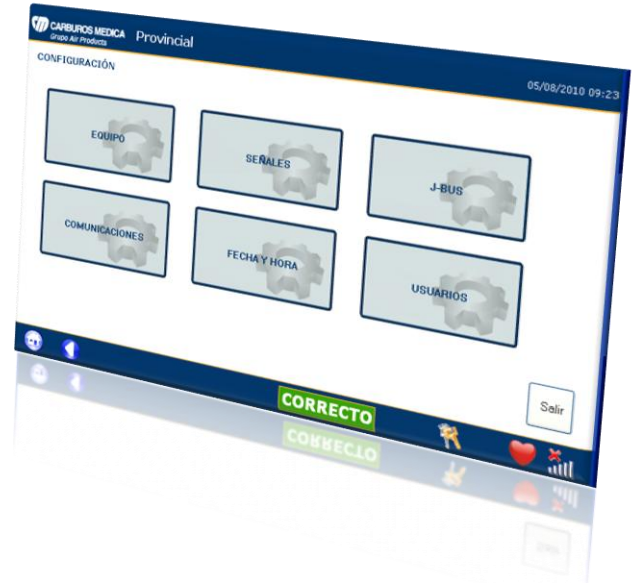 CARBUROS MEDICA
Grupo Air Products
Provincial
05/08/2010 09:23
CONFIGURACIÓN
EQUIPO
SEÑALES
J-BUS
COMUNICACIONES
FECHA Y HORA
USUARIOS
Salir
CORRECTO